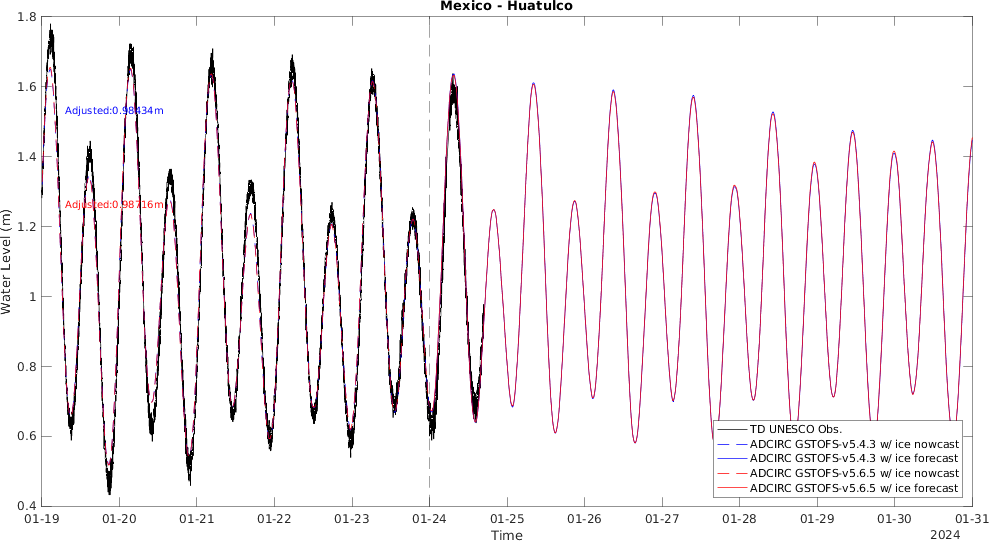 Mexico - Huatulco
1.8
1.6
1.4
1.2
1
0.8
0.6
0.4
Water Level (m)
Adjusted:0.98434m
Adjusted:0.98716m
TD UNESCO Obs.
ADCIRC GSTOFS-v5.4.3 w/ ice nowcast
ADCIRC GSTOFS-v5.4.3 w/ ice forecast
ADCIRC GSTOFS-v5.6.5 w/ ice nowcast
ADCIRC GSTOFS-v5.6.5 w/ ice forecast
01-19 01-20 01-21 01-22 01-23 01-24 01-25 01-26 01-27 01-28 01-29 01-30 01-31
Time
2024